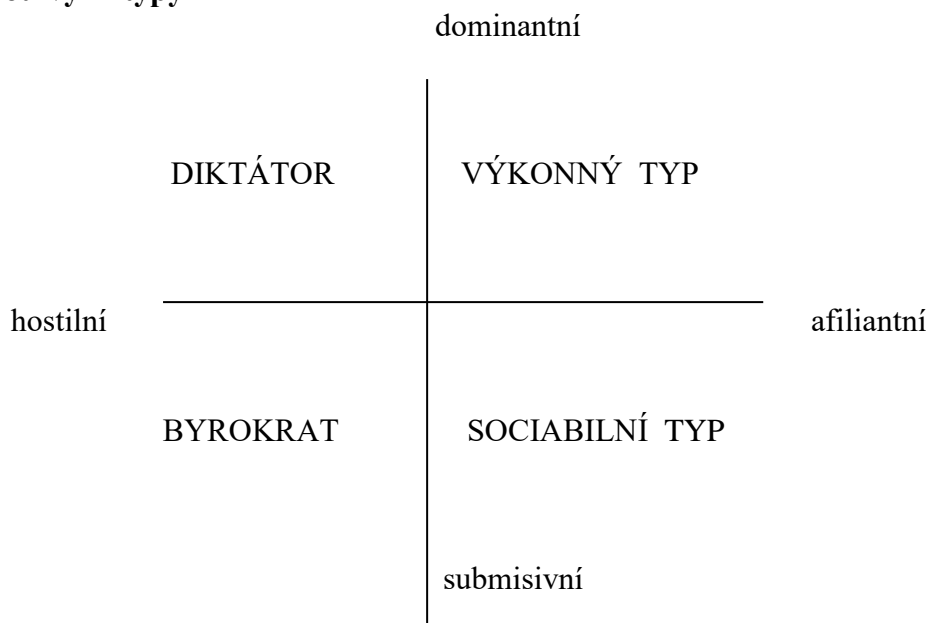 dominantní
DIKTÁTOR VÝKONNÝ TYP
hostilní afiliantní
BYROKRAT SOCIABILNÍ TYP
submisivní